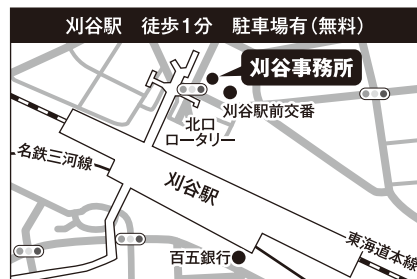 刈谷駅 徒歩1分 駐車場有(無料)
刈谷事務所
刈谷駅前交番
北口
ロータリー
名鉄三河線
刈谷駅
東海道本線
百五銀行